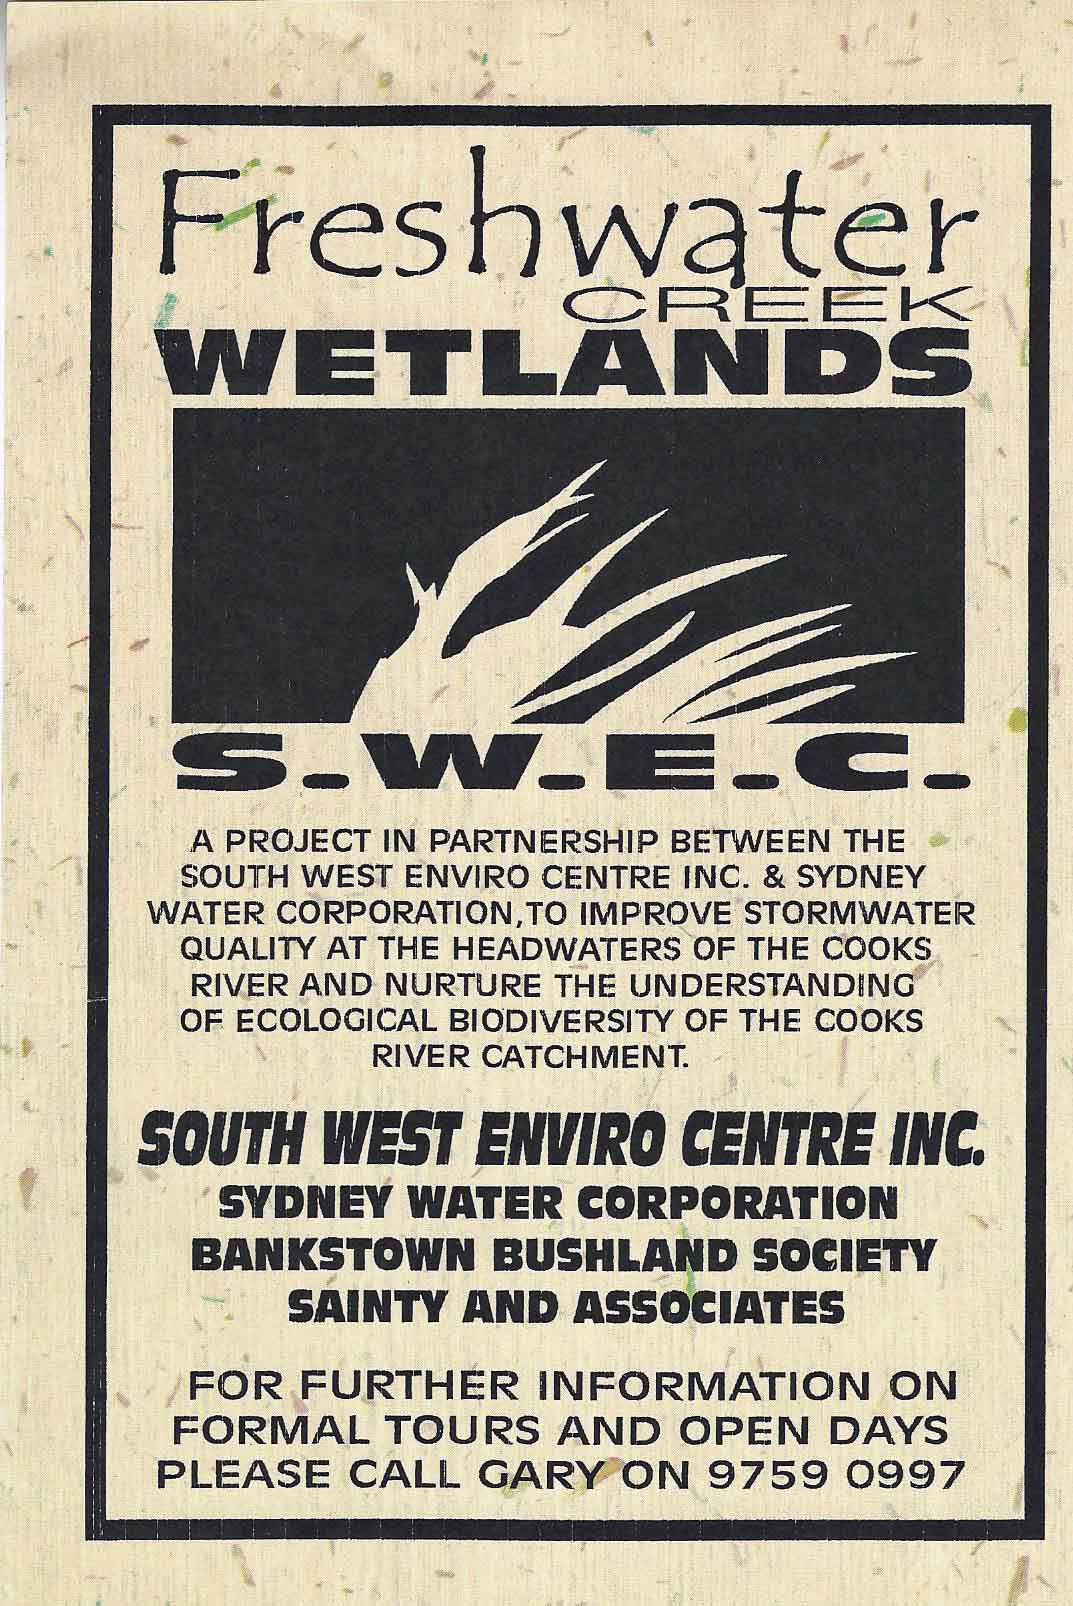 Freshwater
CREEK
WETLANDS
S.W.E.C.
A PROJECT IN PARTNERSHIP BETWEEN THE
SOUTH WEST ENVIRO CENTRE INC. & SYDNEY
WATER CORPORATION, TO IMPROVE STORMWATER
QUALITY AT THE HEADWATERS OF THE COOKS
RIVER AND NURTURE THE UNDERSTANDING
OF ECOLOGICAL BIODIVERSITY OF THE COOKS
RIVER CATCHMENT.
SOUTH WEST ENVIRO CENTRE INC.
SYDNEY WATER CORPORATION
BANKSTOWN BUSHLAND SOCIETY
SAINTY AND ASSOCIATES
FOR FURTHER INFORMATION ON
FORMAL TOURS AND OPEN DAYS
PLEASE CALL GARY ON 9759 0997